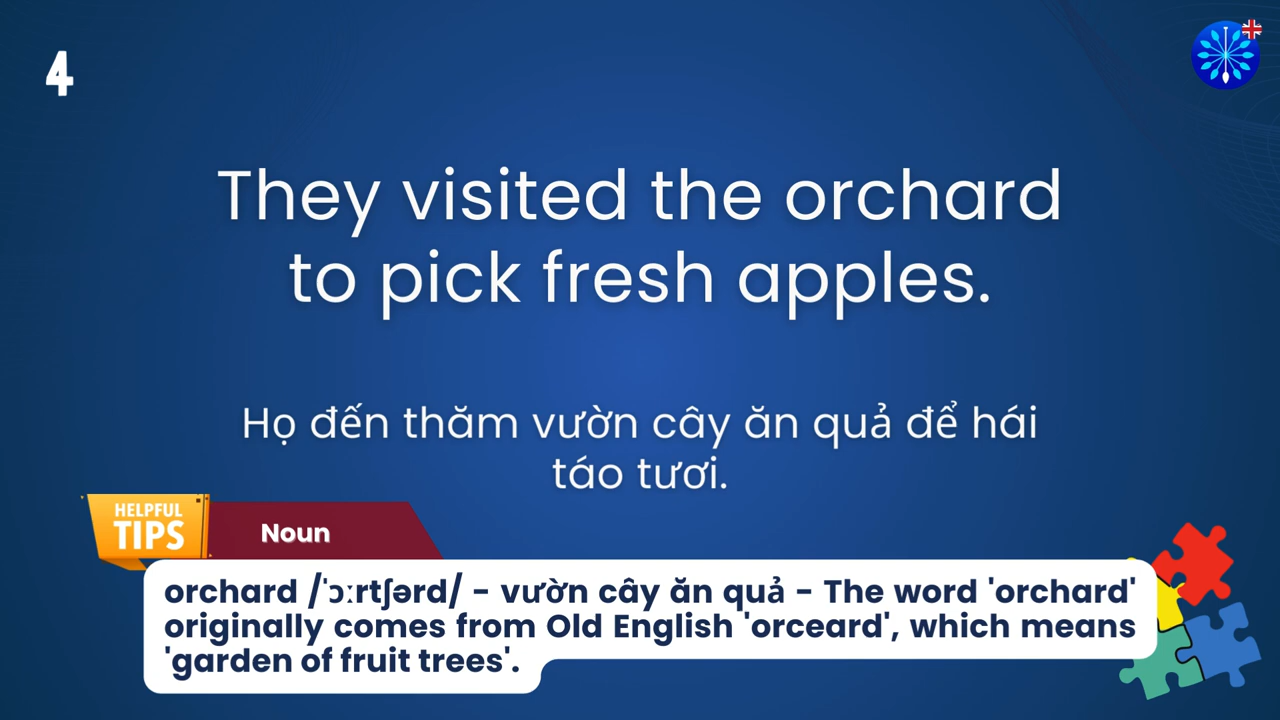 4
They visited the orchard
to pick fresh apples.
Họ đến thăm vườn cây ăn quả để hái
táo tươi.
HELPFUL
TIPS
Noun
orchard /ˈɔːrtʃərd/ - vườn cây ăn quả - The word 'orchard'
originally comes from Old English 'orceard', which means
'garden of fruit trees'.